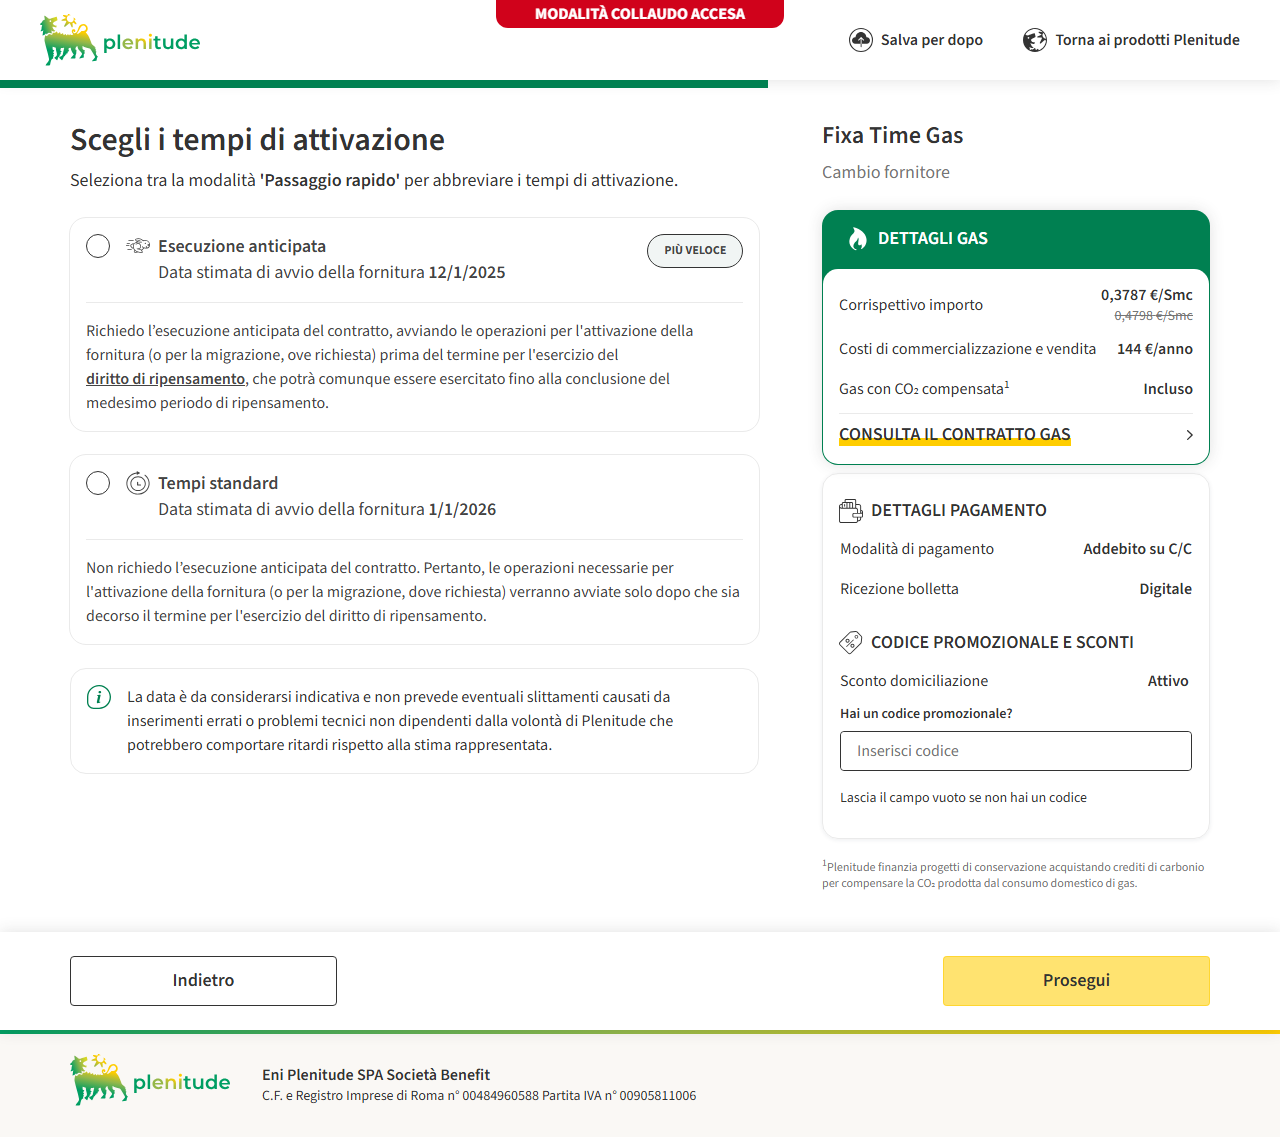 MODALITÀ COLLAUDO ACCESA
plenitude
Salva per dopo
Torna ai prodotti Plenitude
Scegli i tempi di attivazione
Seleziona tra la modalità 'Passaggio rapido' per abbreviare i tempi di attivazione.
Esecuzione anticipata
PIÙ VELOCE
Data stimata di avvio della fornitura 12/1/2025
Richiedo l’esecuzione anticipata del contratto, avviando le operazioni per l'attivazione della
fornitura (o per la migrazione, ove richiesta) prima del termine per l'esercizio del
diritto di ripensamento, che potrà comunque essere esercitato fino alla conclusione del
medesimo periodo di ripensamento.
Tempi standard
Data stimata di avvio della fornitura 1/1/2026
Non richiedo l’esecuzione anticipata del contratto. Pertanto, le operazioni necessarie per
l'attivazione della fornitura (o per la migrazione, dove richiesta) verranno avviate solo dopo che sia
decorso il termine per l'esercizio del diritto di ripensamento.
La data è da considerarsi indicativa e non prevede eventuali slittamenti causati da
inserimenti errati o problemi tecnici non dipendenti dalla volontà di Plenitude che
potrebbero comportare ritardi rispetto alla stima rappresentata.
Fixa Time Gas
Cambio fornitore
DETTAGLI GAS
Corrispettivo importo
0,3787 €/Smc
0,4798 €/Smc
Costi di commercializzazione e vendita
144 €/anno
Gas con CO₂ compensata¹
Incluso
CONSULTA IL CONTRATTO GAS
DETTAGLI PAGAMENTO
Modalità di pagamento
Addebito su C/C
Ricezione bolletta
Digitale
CODICE PROMOZIONALE E SCONTI
Sconto domiciliazione
Attivo
Hai un codice promozionale?
Inserisci codice
Lascia il campo vuoto se non hai un codice
¹Plenitude finanzia progetti di conservazione acquistando crediti di carbonio
per compensare la CO₂ prodotta dal consumo domestico di gas.
Indietro
Prosegui
plenitude
Eni Plenitude SPA Società Benefit
C.F. e Registro Imprese di Roma n° 00484960588 Partita IVA n° 00905811006